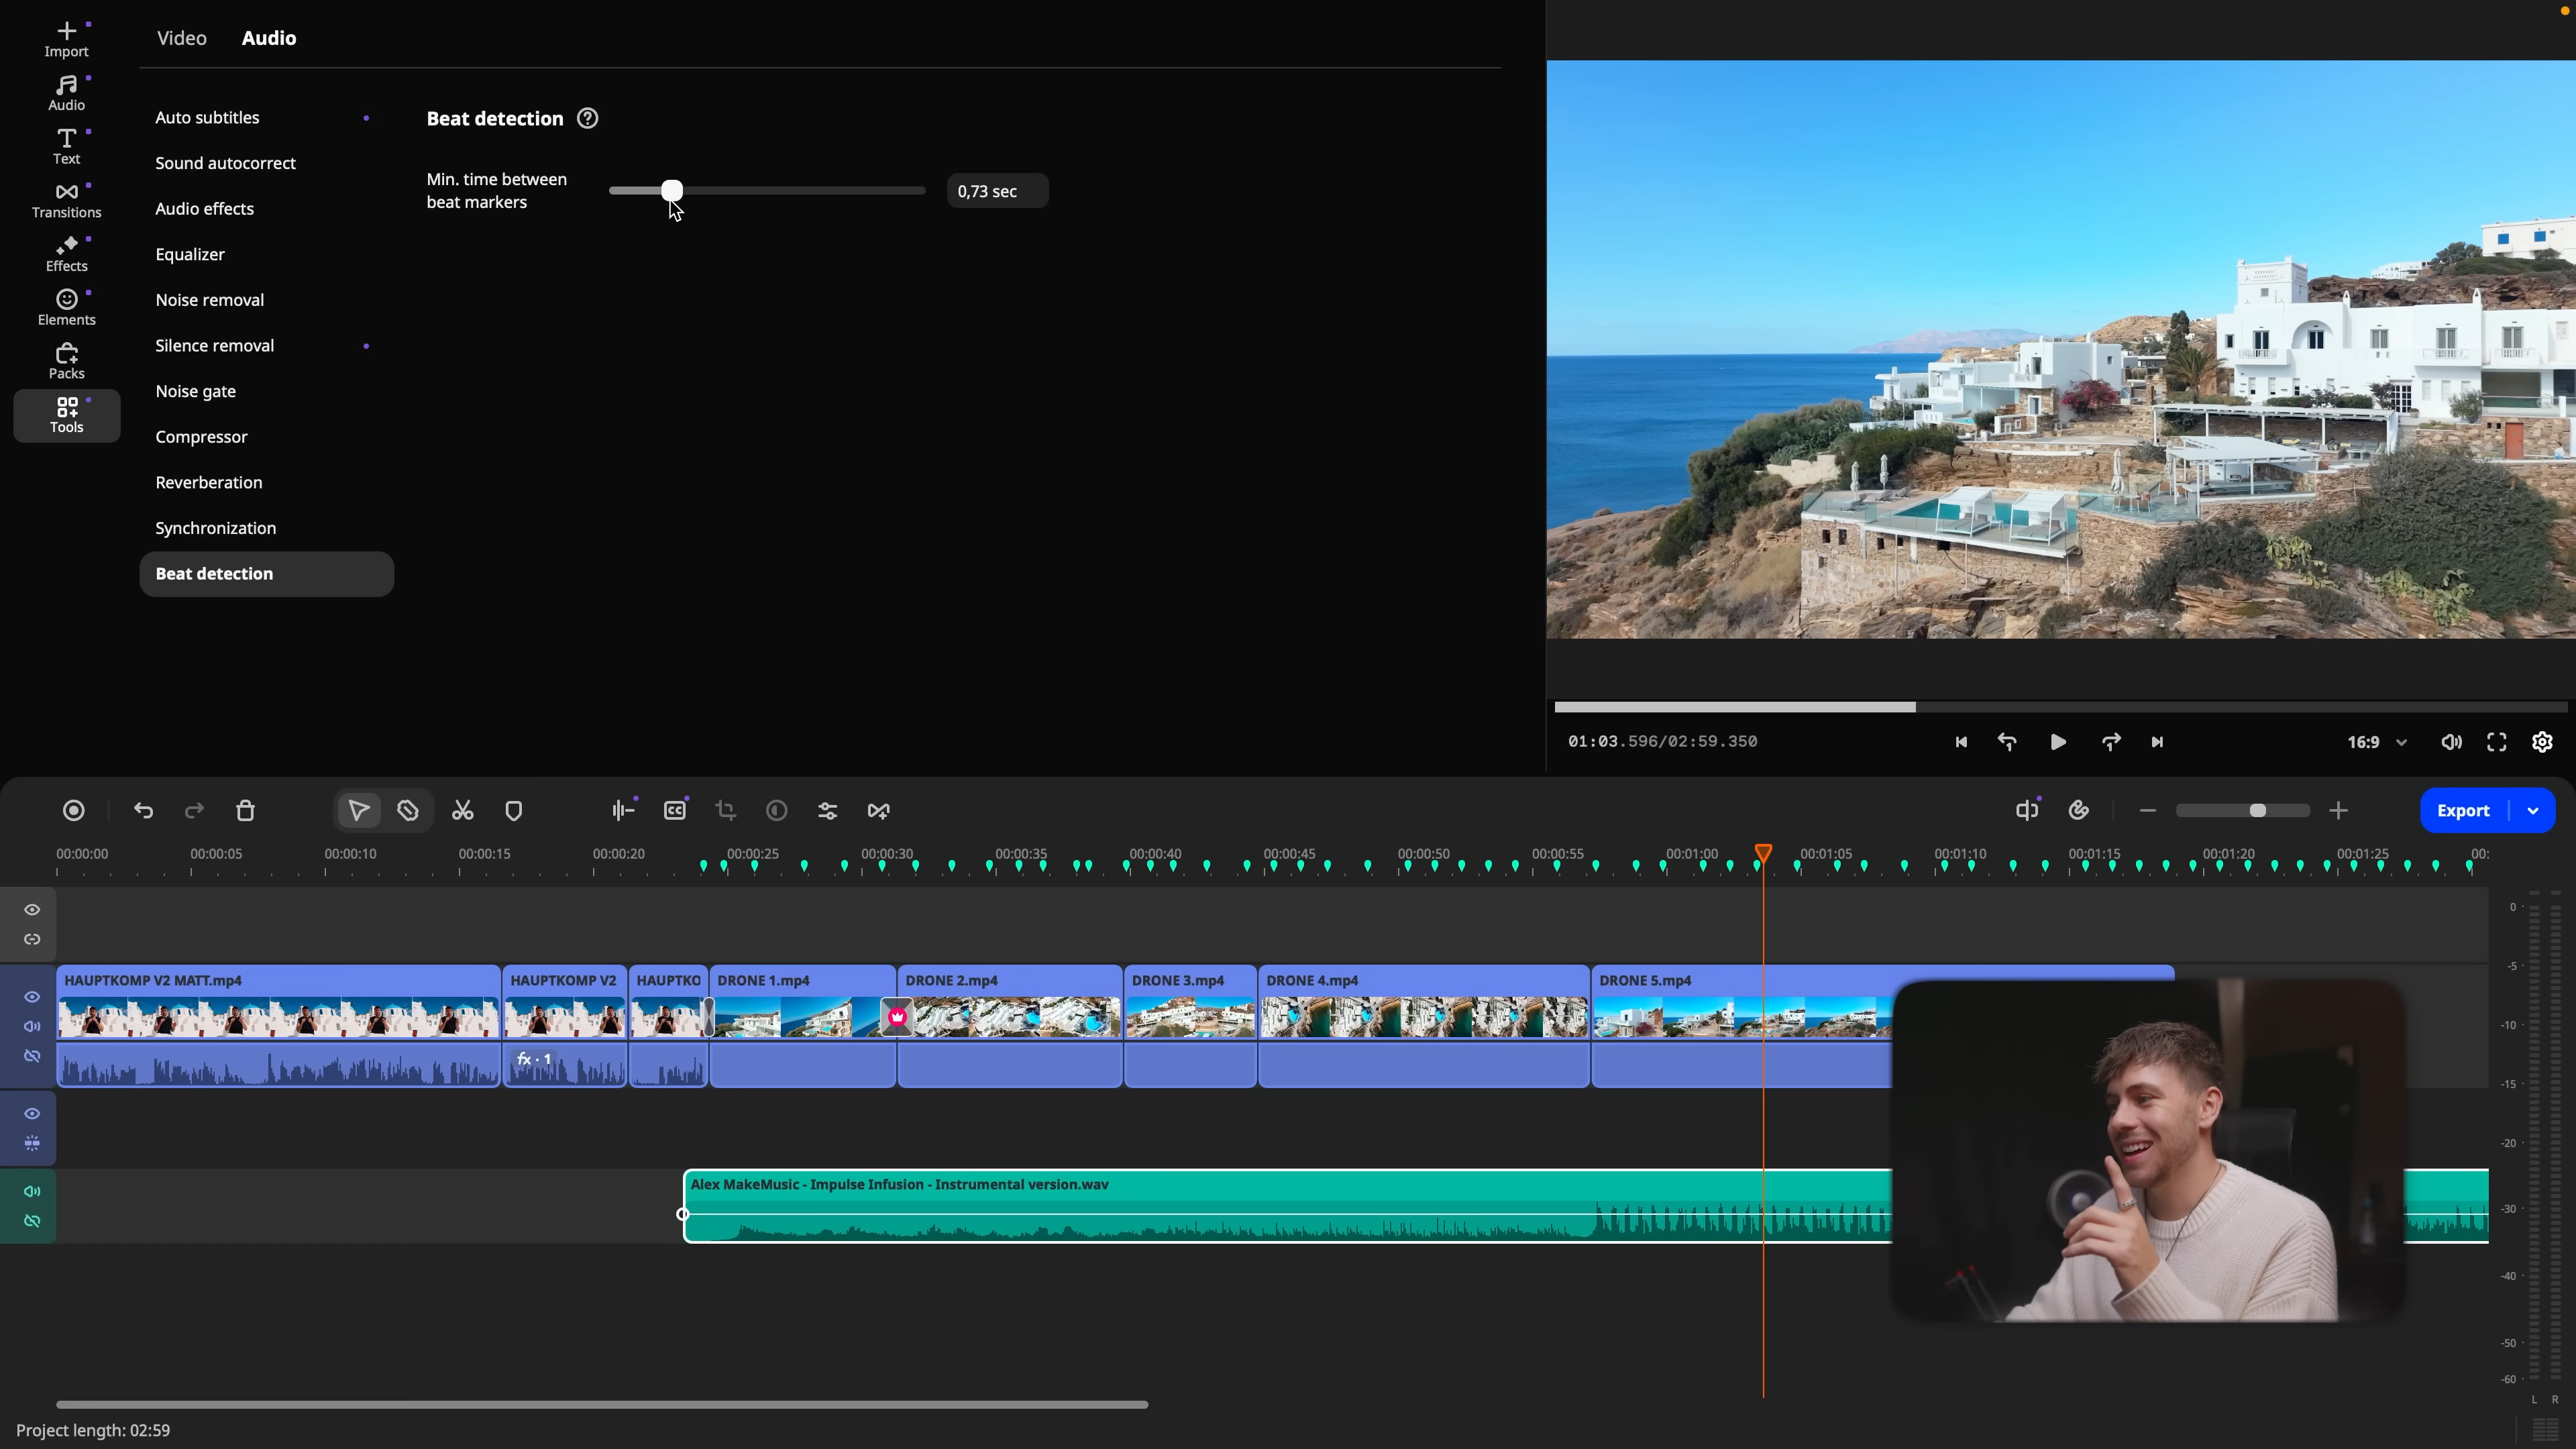 Import
Audio
Text
Transitions
Effects
Elements
Packs
Tools
Video Audio
Auto subtitles
Sound autocorrect
Audio effects
Equalizer
Noise removal
Silence removal
Noise gate
Compressor
Reverberation
Synchronization
Beat detection
Beat detection ?
Min. time between
beat markers
0,73 sec
01:03.596/02:59.350
16:9
CC
Export
00:00:00 00:00:05 00:00:10 00:00:15 00:00:20 00:00:25 00:00:30 00:00:35 00:00:40 00:00:45 00:00:50 00:00:55 00:01:00 00:01:05 00:01:10 00:01:15 00:01:20 00:01:25 00:
HAUPTKOMP V2 MATT.mp4 HAUPTKOMP V2 HAUPTKO DRONE 1.mp4 DRONE 2.mp4 DRONE 3.mp4 DRONE 4.mp4 DRONE 5.mp4
fx · 1
Alex MakeMusic - Impulse Infusion - Instrumental version.wav
0
-5
-10
-15
-20
-30
-40
-50
-60
L R
Project length: 02:59